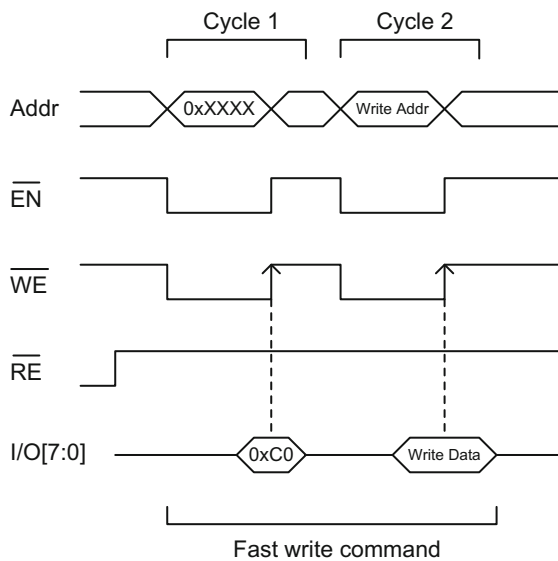 Cycle 1 Cycle 2
Addr 0xXXXX Write Addr
EN
WE
RE
I/O[7:0] 0xC0 Write Data
Fast write command